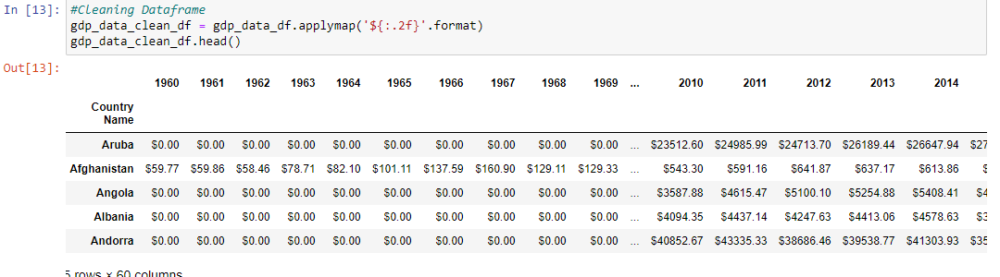 In [13]: #Cleaning Dataframe
gdp_data_clean_df = gdp_data_df.applymap('${:.2f}'.format)
gdp_data_clean_df.head()
Out[13]:
1960 1961 1962 1963 1964 1965 1966 1967 1968 1969 ... 2010 2011 2012 2013 2014
Country
Name
Aruba $0.00 $0.00 $0.00 $0.00 $0.00 $0.00 $0.00 $0.00 $0.00 $0.00 ... $23512.60 $24985.99 $24713.70 $26189.44 $26647.94 $27
Afghanistan $59.77 $59.86 $58.46 $78.71 $82.10 $101.11 $137.59 $160.90 $129.11 $129.33 ... $543.30 $591.16 $641.87 $637.17 $613.86 $
Angola $0.00 $0.00 $0.00 $0.00 $0.00 $0.00 $0.00 $0.00 $0.00 $0.00 ... $3587.88 $4615.47 $5100.10 $5254.88 $5408.41 $4
Albania $0.00 $0.00 $0.00 $0.00 $0.00 $0.00 $0.00 $0.00 $0.00 $0.00 ... $4094.35 $4437.14 $4247.63 $4413.06 $4578.63 $3
Andorra $0.00 $0.00 $0.00 $0.00 $0.00 $0.00 $0.00 $0.00 $0.00 $0.00 ... $40852.67 $43335.33 $38686.46 $39538.77 $41303.93 $35
5 rows × 60 columns